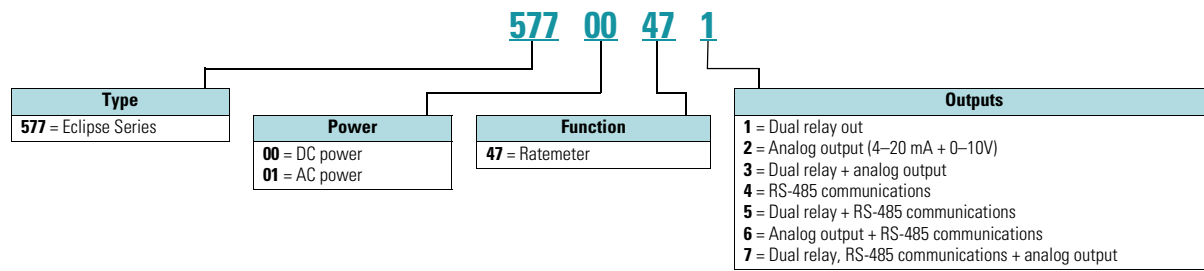 577 00 47 1
Type
577 = Eclipse Series
Power
00 = DC power
01 = AC power
Function
47 = Ratemeter
Outputs
1 = Dual relay out
2 = Analog output (4–20 mA + 0–10V)
3 = Dual relay + analog output
4 = RS-485 communications
5 = Dual relay + RS-485 communications
6 = Analog output + RS-485 communications
7 = Dual relay, RS-485 communications + analog output